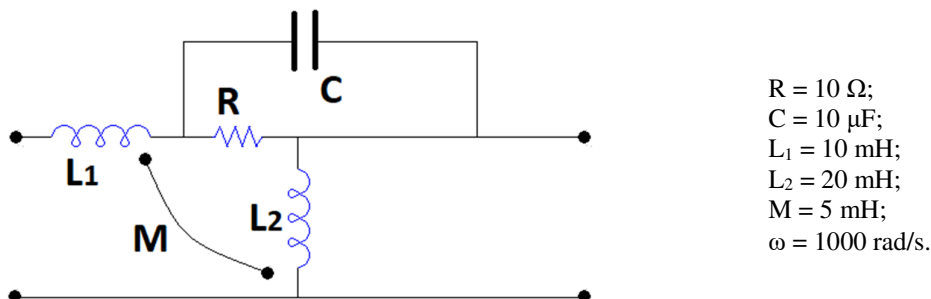 C
R
L1
L2
M
R = 10 Ω;
C = 10 μF;
L₁ = 10 mH;
L₂ = 20 mH;
M = 5 mH;
ω = 1000 rad/s.